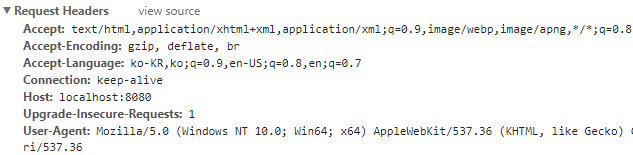 ▼ Request Headers view source
Accept: text/html,application/xhtml+xml,application/xml;q=0.9,image/webp,image/apng,*/*;q=0.8
Accept-Encoding: gzip, deflate, br
Accept-Language: ko-KR,ko;q=0.9,en-US;q=0.8,en;q=0.7
Connection: keep-alive
Host: localhost:8080
Upgrade-Insecure-Requests: 1
User-Agent: Mozilla/5.0 (Windows NT 10.0; Win64; x64) AppleWebKit/537.36 (KHTML, like Gecko)
ri/537.36